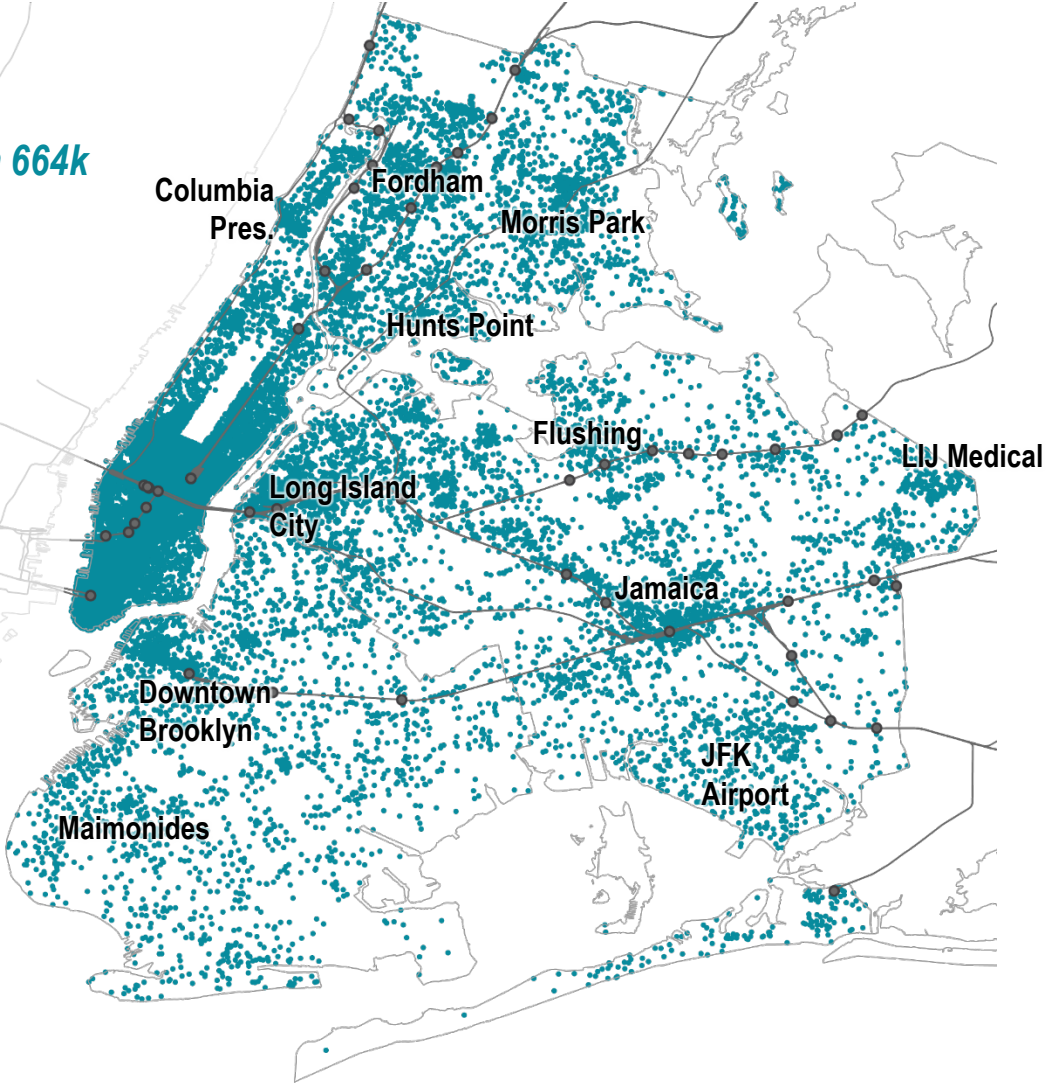 664k
Columbia
Pres.
Fordham
Morris Park
Hunts Point
Flushing
LIJ Medical
Long Island
City
Jamaica
Downtown
Brooklyn
JFK
Airport
Maimonides